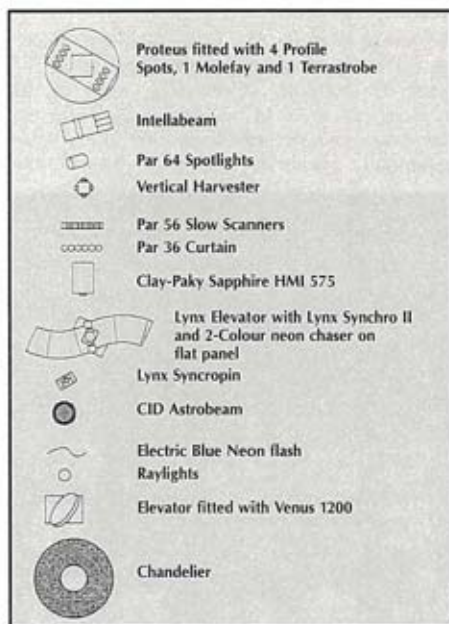 Proteus fitted with 4 Profile
Spots, 1 Molefay and 1 Terrastrobe
Intellabeam
Par 64 Spotlights
Vertical Harvester
Par 56 Slow Scanners
Par 36 Curtain
Clay-Paky Sapphire HMI 575
Lynx Elevator with Lynx Synchro II
and 2-Colour neon chaser on
flat panel
Lynx Syncropin
CID Astrobeam
Electric Blue Neon flash
Raylights
Elevator fitted with Venus 1200
Chandelier